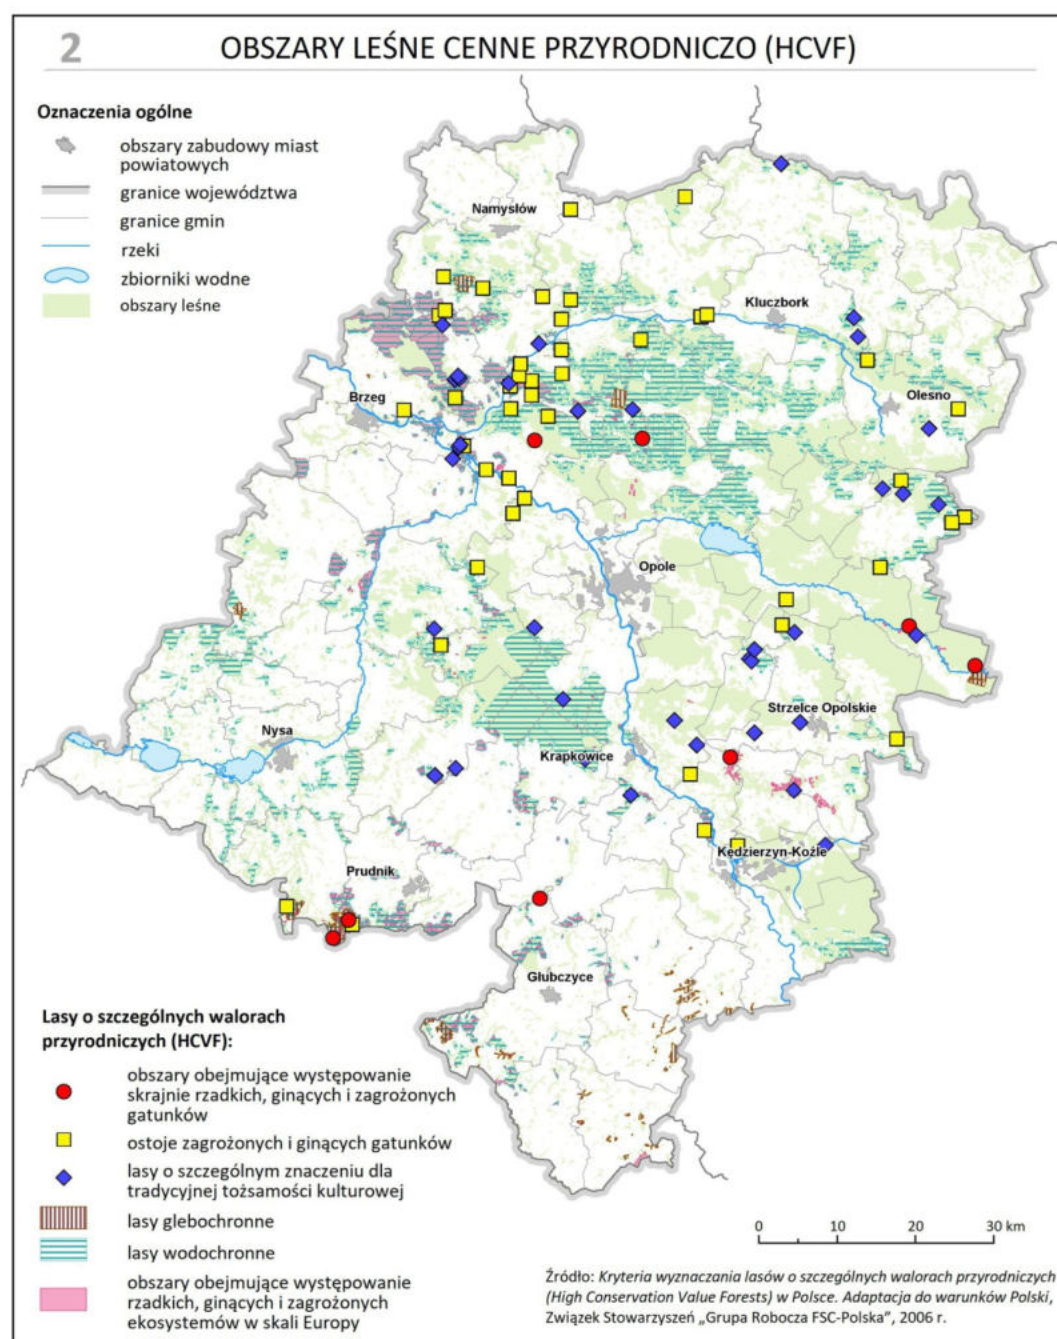 2 OBSZARY LEŚNE CENNE PRZYRODNICZO (HCVF)
Oznaczenia ogólne
obszary zabudowy miast
powiatowych
granice województwa
granice gmin
rzeki
zbiorniki wodne
obszary leśne
Namysłów
Kluczbork
Brzeg
Olesno
Opole
Strzelce Opolskie
Nysa
Krapkowice
Kędzierzyn-Koźle
Prudnik
Głubczyce
Lasy o szczególnych walorach
przyrodniczych (HCVF):
obszary obejmujące występowanie
skrajnie rzadkich, ginących i zagrożonych
gatunków
ostoje zagrożonych i ginących gatunków
lasy o szczególnym znaczeniu dla
tradycyjnej tożsamości kulturowej
lasy glebochronne
lasy wodochronne
obszary obejmujące występowanie
rzadkich, ginących i zagrożonych
ekosystemów w skali Europy
0 10 20 30 km
Źródło: Kryteria wyznaczania lasów o szczególnych walorach przyrodniczych
(High Conservation Value Forests) w Polsce. Adaptacja do warunków Polski,
Związek Stowarzyszeń „Grupa Robocza FSC-Polska”, 2006 r.